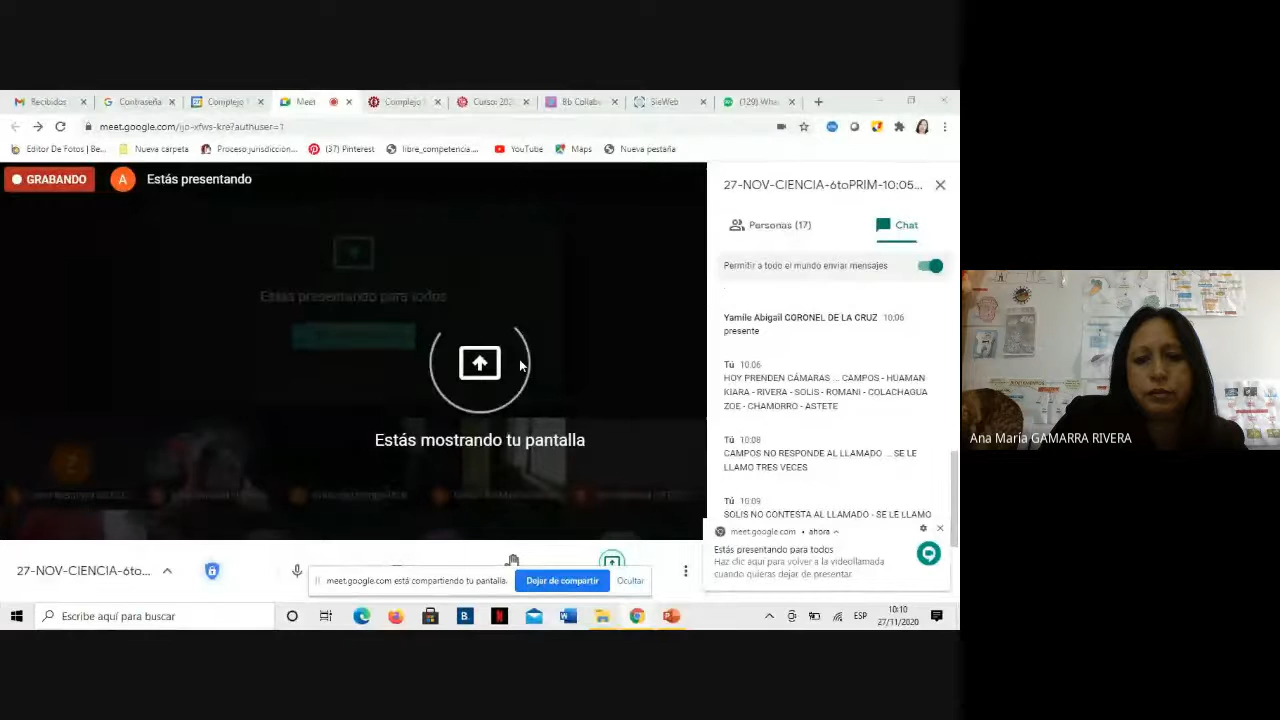 Recibidos
Contraseña
Complejo
Meet
Complejo
Curso: 202
Bb Collab
SieWeb
(129) Wha
meet.google.com/ijo-xfws-kre?authuser=1
Editor De Fotos | Be...
Nueva carpeta
Proceso jurisdiccion...
(37) Pinterest
libre_competencia....
YouTube
Maps
Nueva pestaña
GRABANDO
A
Estás presentando
Estás presentando para todos
Estás mostrando tu pantalla
27-NOV-CIENCIA-6toPRIM-10:05...
Personas (17)
Chat
Permitir a todo el mundo enviar mensajes
Yamile Abigail CORONEL DE LA CRUZ 10:06
presente
Tú 10:06
HOY PRENDEN CÁMARAS ... CAMPOS - HUAMAN
KIARA - RIVERA - SOLIS - ROMANI - COLACHAGUA
ZOE - CHAMORRO - ASTETE
Tú 10:08
CAMPOS NO RESPONDE AL LLAMADO ... SE LE
LLAMO TRES VECES
Tú 10:09
SOLIS NO CONTESTA AL LLAMADO - SE LE LLAMO
meet.google.com • ahora
Estás presentando para todos
Haz clic aquí para volver a la videollamada
cuando quieras dejar de presentar
27-NOV-CIENCIA-6to...
meet.google.com está compartiendo tu pantalla.
Dejar de compartir
Ocultar
Escribe aquí para buscar
ESP
10:10
27/11/2020
Ana María GAMARRA RIVERA